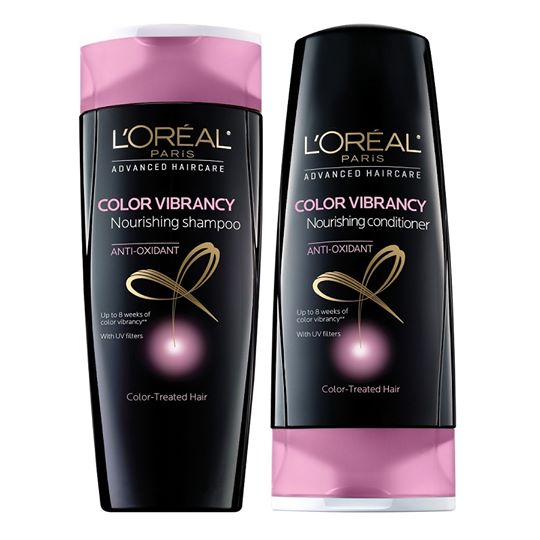 L'ORÉAL®
PARIS
ADVANCED HAIRCARE
COLOR VIBRANCY
Nourishing shampoo
ANTI-OXIDANT
Up to 8 weeks of
color vibrancy**
With UV filters
Color-Treated Hair
L'ORÉAL®
PARIS
ADVANCED HAIRCARE
COLOR VIBRANCY
Nourishing conditioner
ANTI-OXIDANT
Up to 8 weeks of
color vibrancy**
With UV filters
Color-Treated Hair